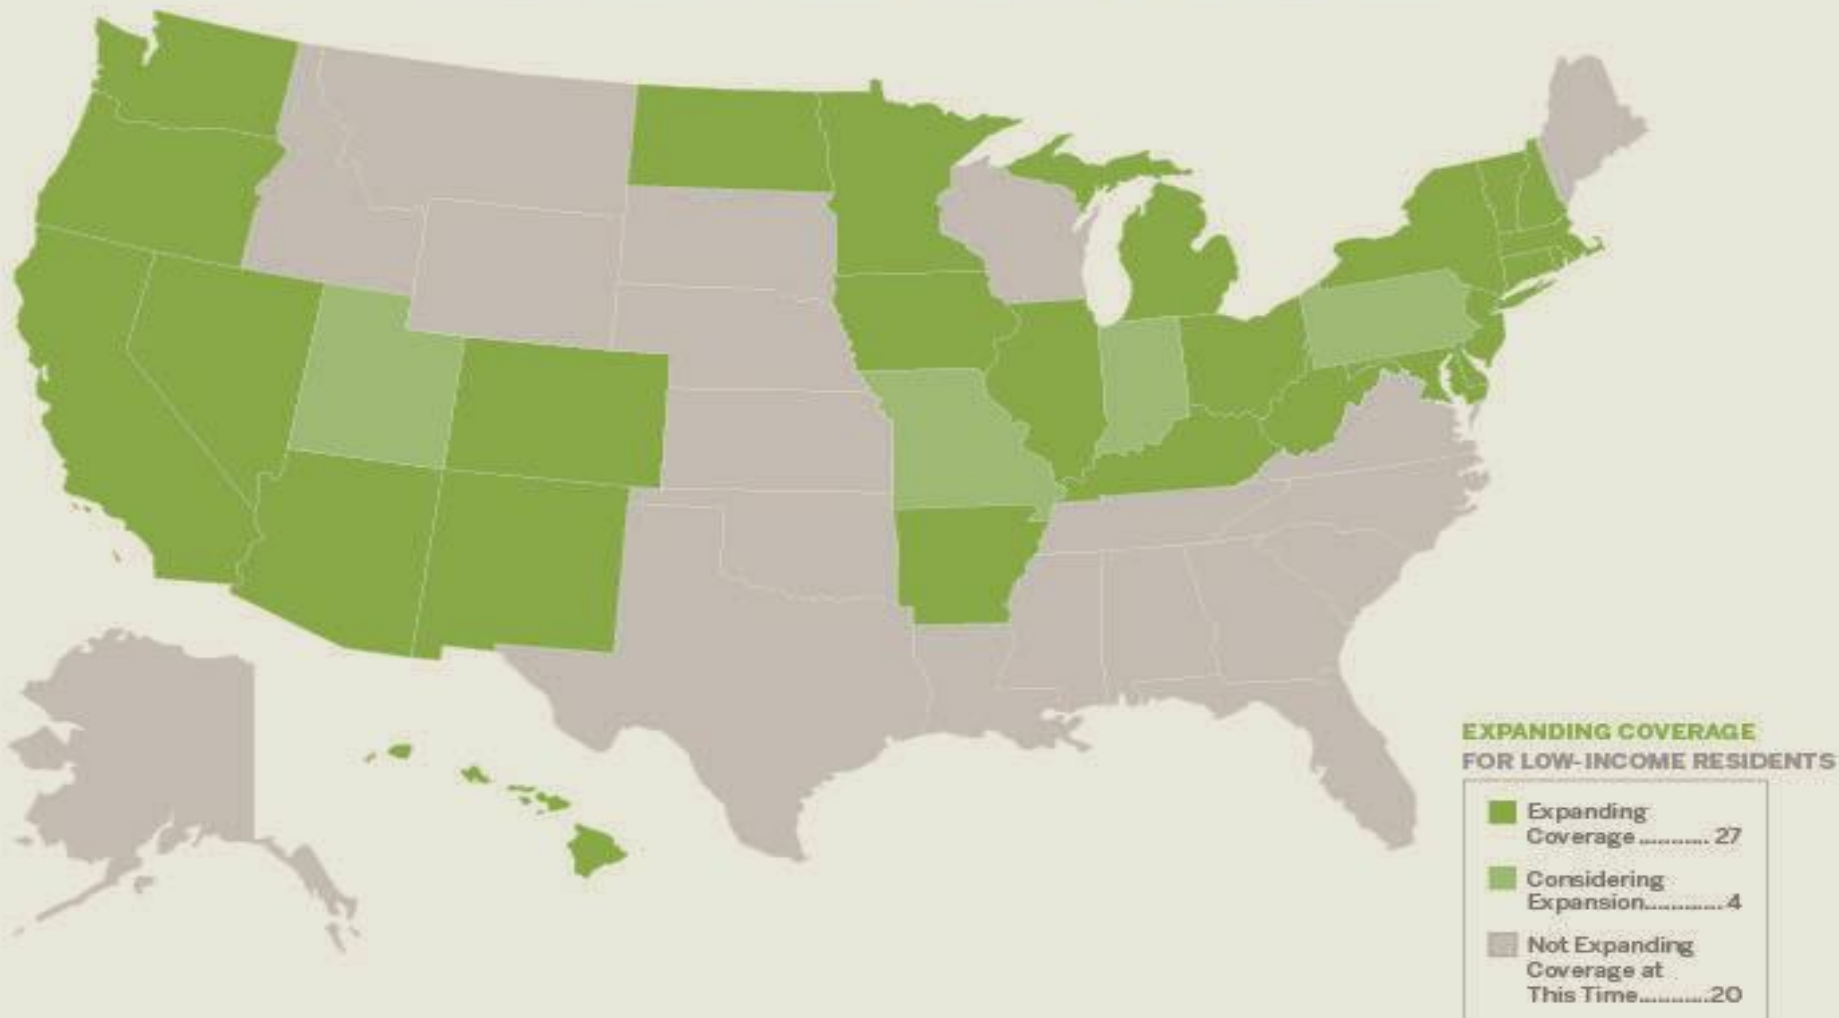 EXPANDING COVERAGE
FOR LOW-INCOME RESIDENTS
Expanding
Coverage............. 27
Considering
Expansion.............. 4
Not Expanding
Coverage at
This Time.............20